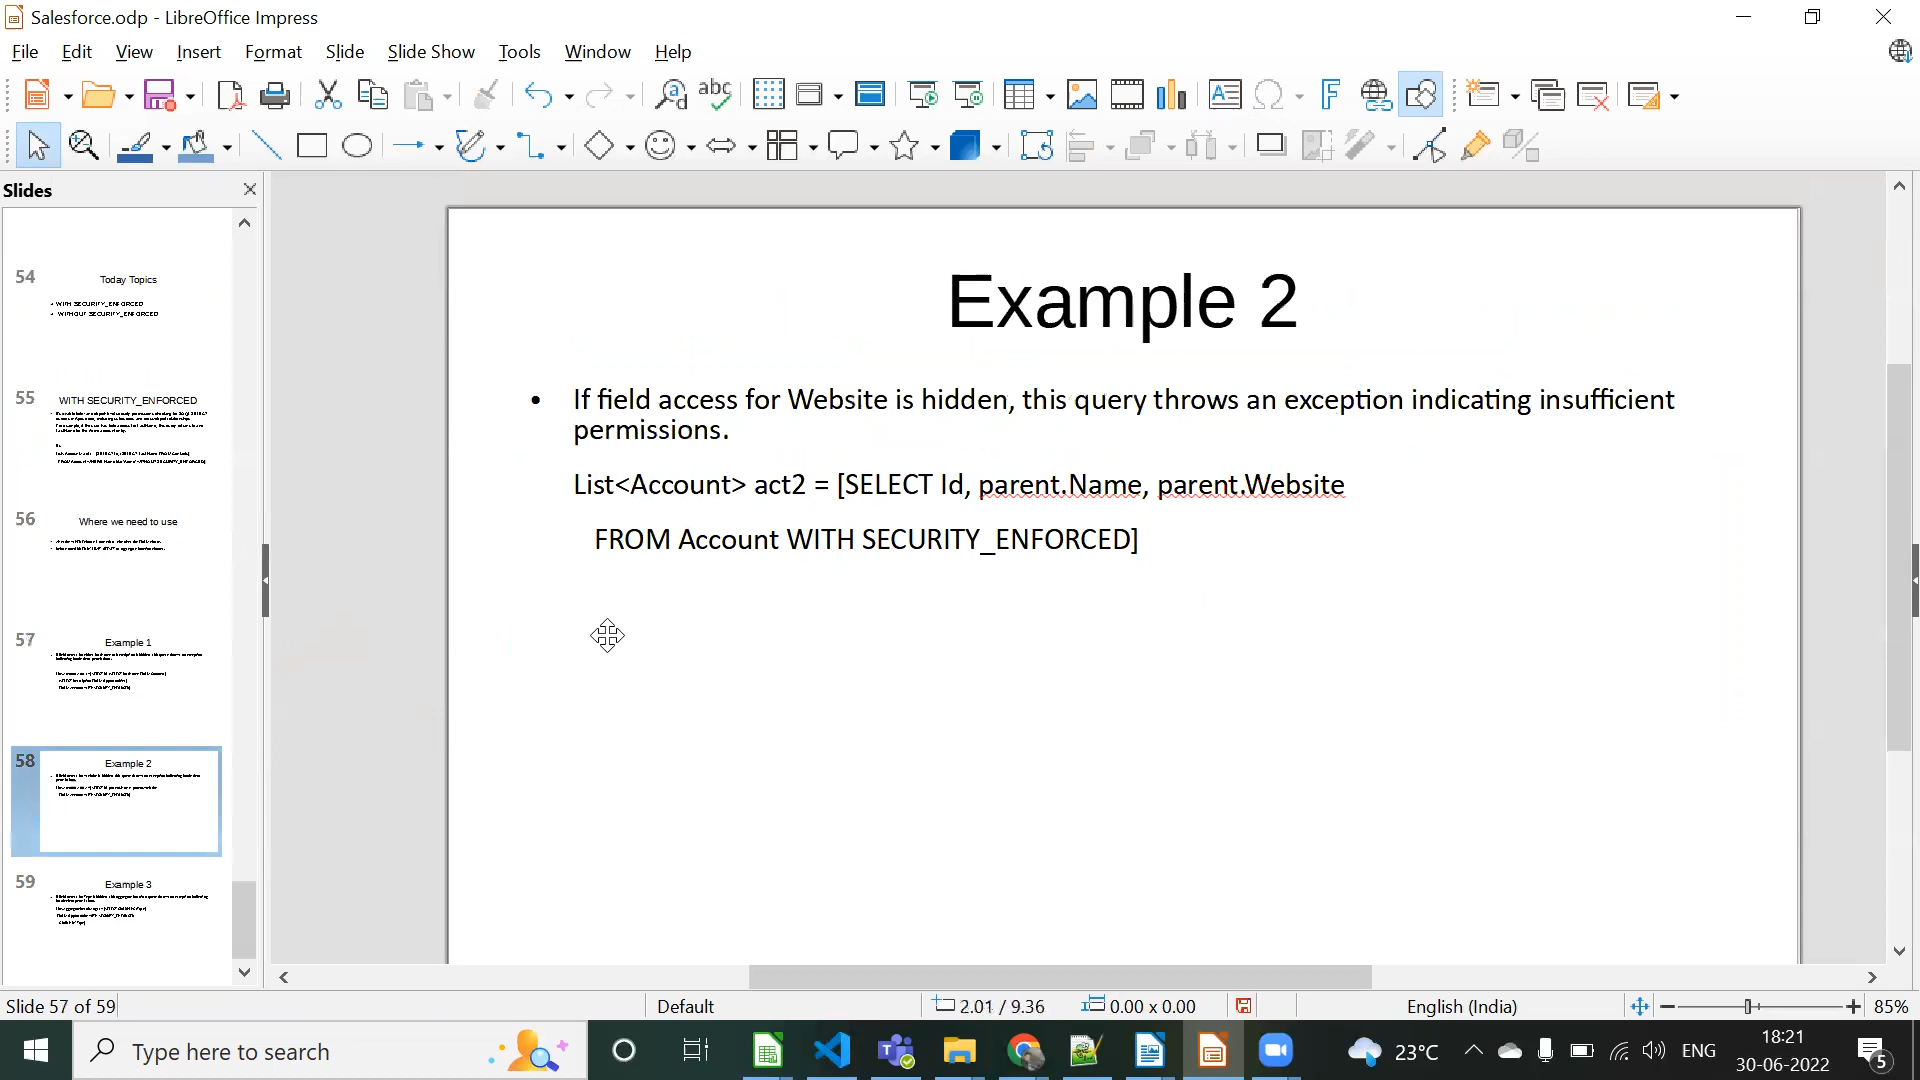 Salesforce.odp - LibreOffice Impress
File Edit View Insert Format Slide Slide Show Tools Window Help
Slides
54
Today Topics
WITH SECURITY_ENFORCED
WITHOUT SECURITY_ENFORCED
55
WITH SECURITY_ENFORCED
56
Where we need to use
57
Example 1
58
Example 2
59
Example 3
Example 2
• If field access for Website is hidden, this query throws an exception indicating insufficient
permissions.
List<Account> act2 = [SELECT Id, parent.Name, parent.Website
FROM Account WITH SECURITY_ENFORCED]
Slide 57 of 59
Default
2.01 / 9.36
0.00 x 0.00
English (India)
85%
Type here to search
23°C
ENG
18:21
30-06-2022
5